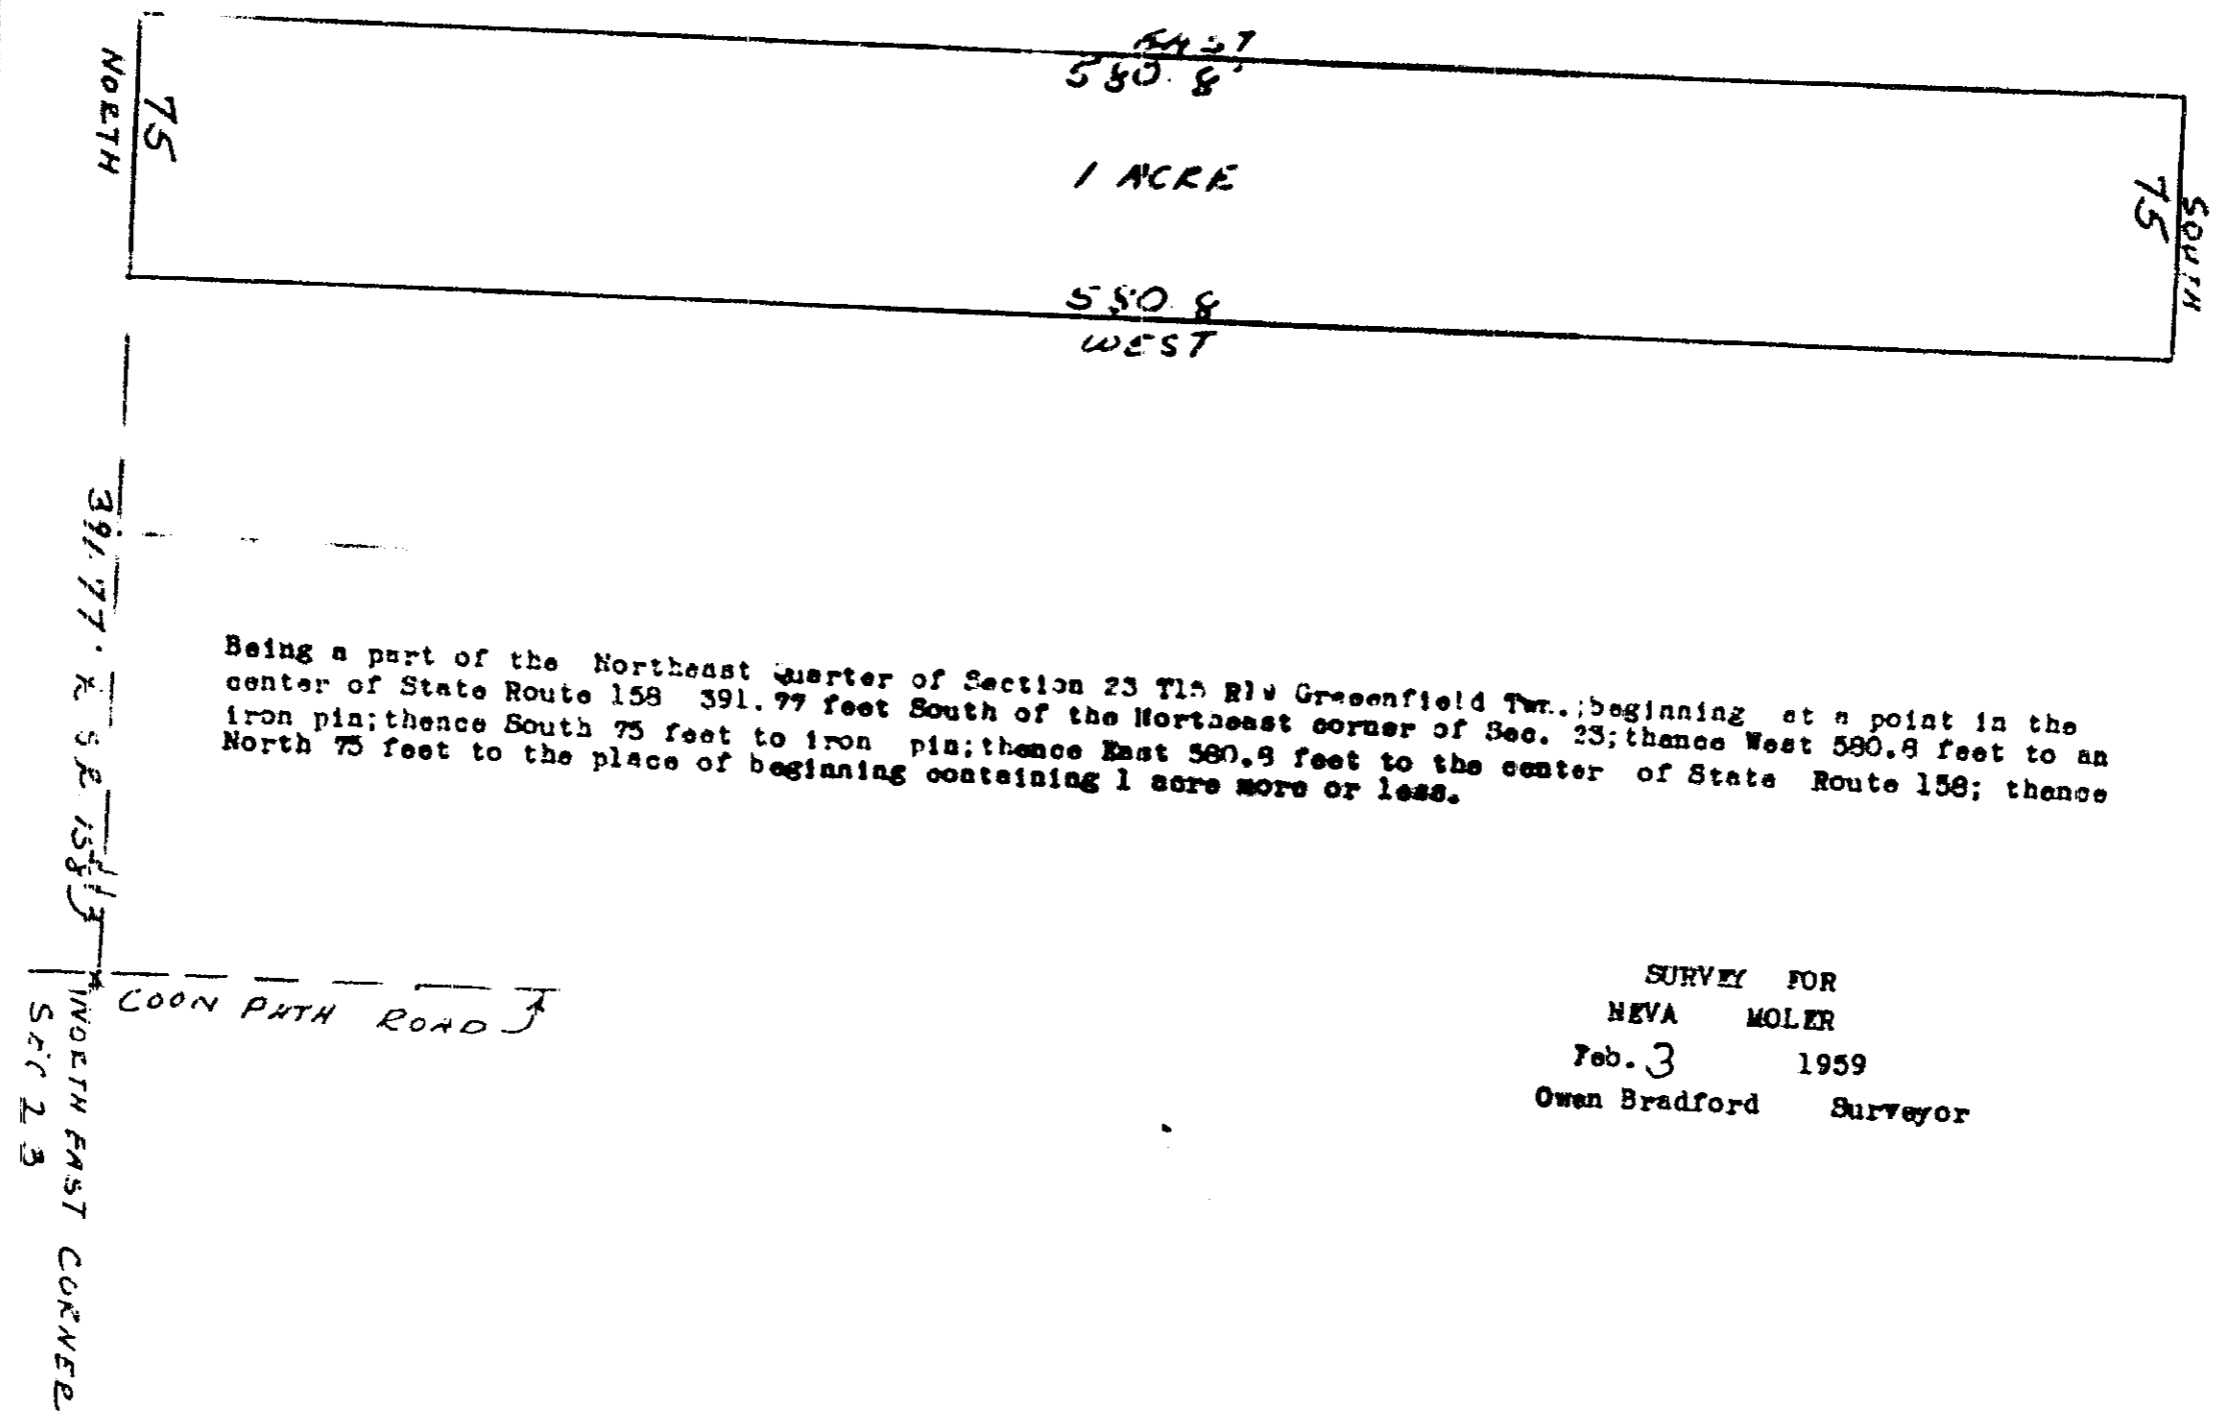 EAST
580.8'
NORTH
75
1 ACRE
75
SOUTH
580.8
WEST
391.77'
S.R. 158
Being a part of the Northeast Quarter of Section 23 T15 R19 Greeenfield Twn.;beginning at a point in the
center of State Route 158 391.77 feet South of the Northeast corner of Sec. 23;thence West 580.8 feet to an
iron pin;thence South 75 feet to iron pin;thence East 580.8 feet to the center of State Route 158; thence
North 75 feet to the place of beginning containing 1 acre more or less.
COON PATH ROAD
NORTH EAST CORNER
SEC 23
SURVEY FOR
NEVA MOLER
Feb. 3 1959
Owen Bradford Surveyor